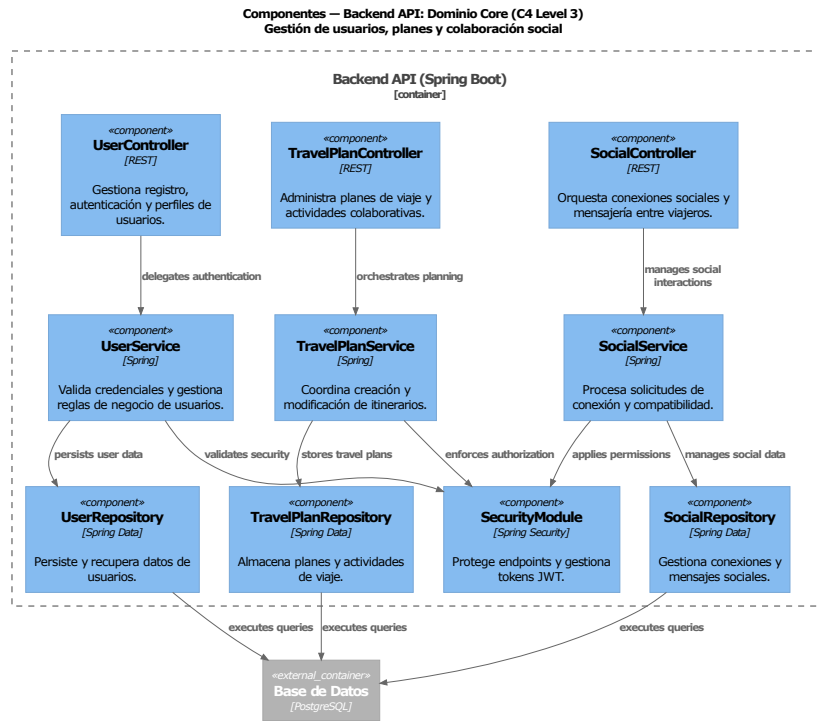 Componentes — Backend API: Dominio Core (C4 Level 3)
Gestión de usuarios, planes y colaboración social
Backend API (Spring Boot)
[container]
«component»
UserController
[REST]
Gestiona registro,
autenticación y perfiles de
usuarios.
«component»
TravelPlanController
[REST]
Administra planes de viaje y
actividades colaborativas.
«component»
SocialController
[REST]
Orquesta conexiones sociales y
mensajería entre viajeros.
delegates authentication
orchestrates planning
manages social
interactions
«component»
UserService
[Spring]
Valida credenciales y gestiona
reglas de negocio de usuarios.
«component»
TravelPlanService
[Spring]
Coordina creación y
modificación de itinerarios.
«component»
SocialService
[Spring]
Procesa solicitudes de
conexión y compatibilidad.
persists user data
validates security
stores travel plans
enforces authorization
applies permissions
manages social data
«component»
UserRepository
[Spring Data]
Persiste y recupera datos de
usuarios.
«component»
TravelPlanRepository
[Spring Data]
Almacena planes y actividades
de viaje.
«component»
SecurityModule
[Spring Security]
Protege endpoints y gestiona
tokens JWT.
«component»
SocialRepository
[Spring Data]
Gestiona conexiones y
mensajes sociales.
executes queries
executes queries
executes queries
«external_container»
Base de Datos
[PostgreSQL]